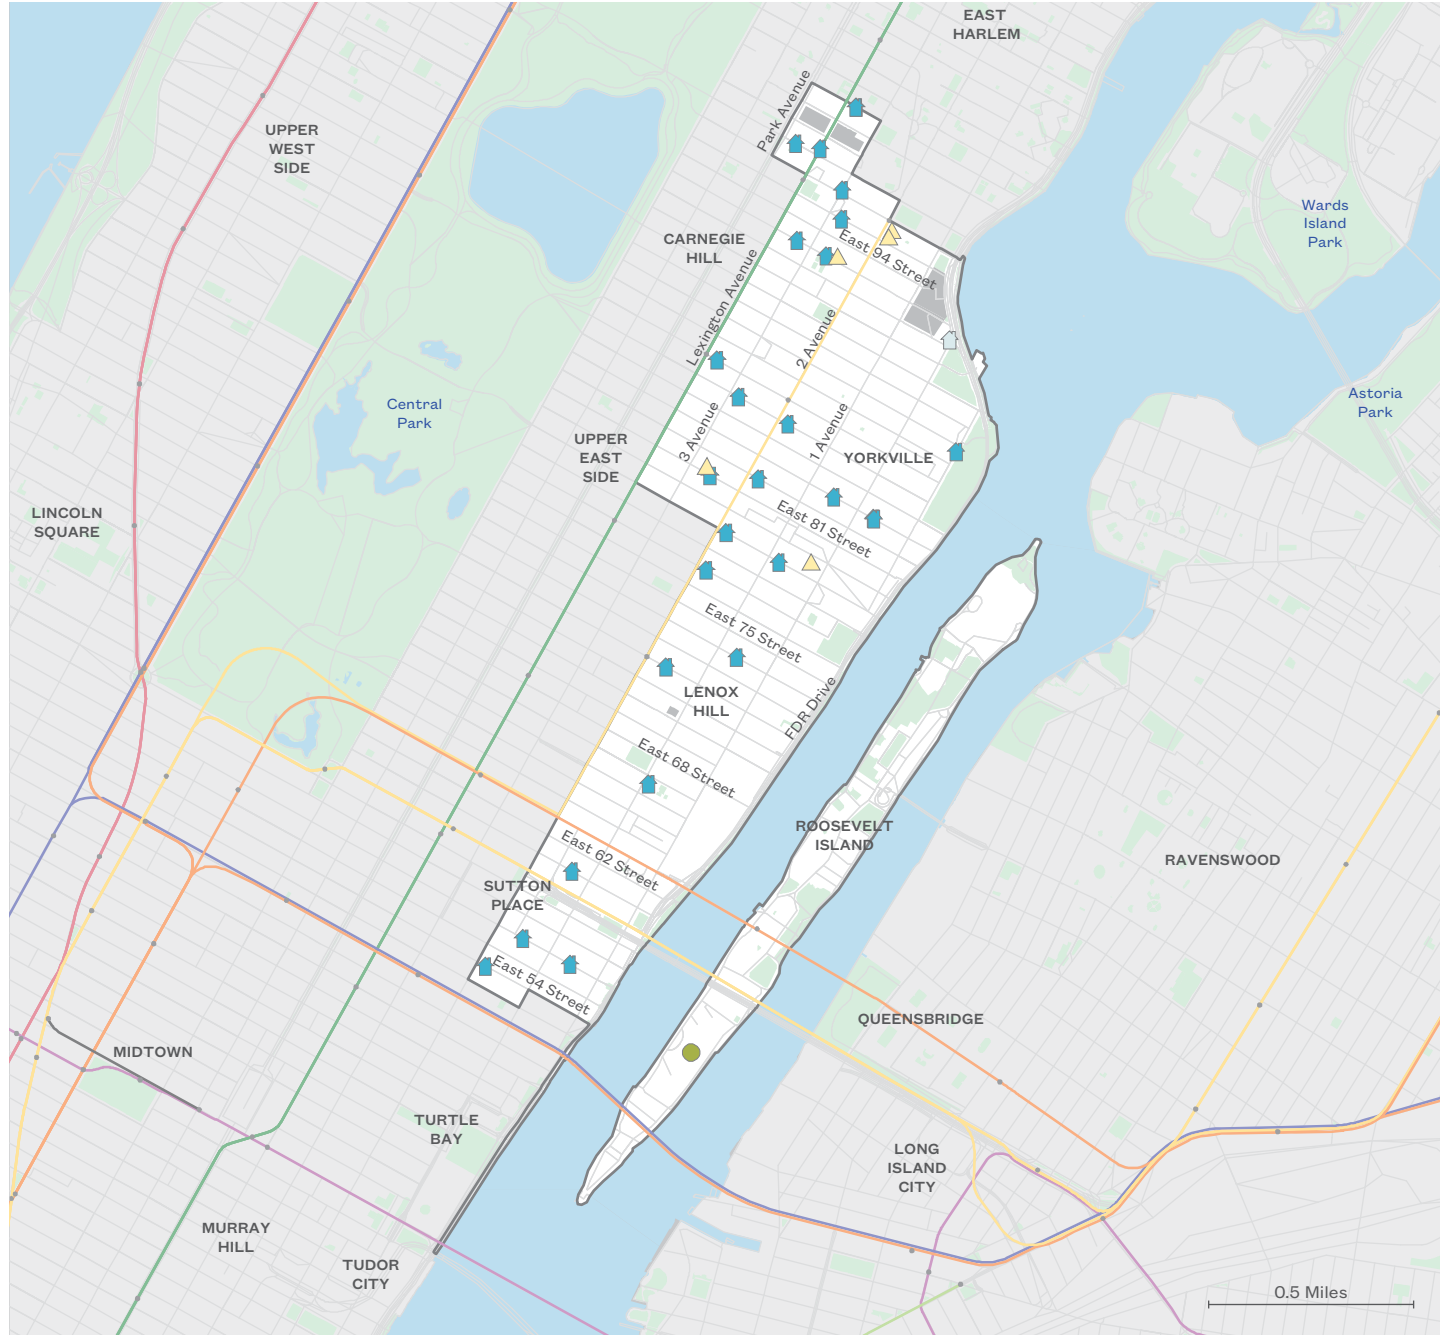 EAST
HARLEM
Park Avenue
UPPER
WEST
SIDE
Wards
Island
Park
CARNEGIE
HILL
East 94 Street
Lexington Avenue
2 Avenue
Central
Park
Astoria
Park
3 Avenue
1 Avenue
UPPER
EAST
SIDE
YORKVILLE
LINCOLN
SQUARE
East 81 Street
East 75 Street
LENOX
HILL
FDR Drive
East 68 Street
ROOSEVELT
ISLAND
East 62 Street
RAVENSWOOD
SUTTON
PLACE
East 54 Street
QUEENSBRIDGE
MIDTOWN
TURTLE
BAY
LONG
ISLAND
CITY
MURRAY
HILL
TUDOR
CITY
0.5 Miles